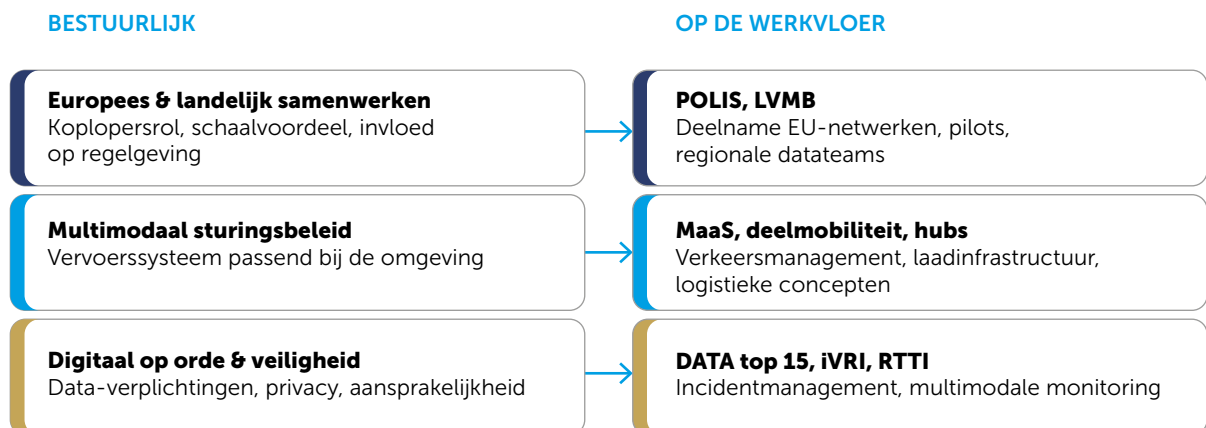 BESTUURLIJK
OP DE WERKVLOER
Europees & landelijk samenwerken
Koplopersrol, schaalvoordeel, invloed
op regelgeving
POLIS, LVMB
Deelname EU-netwerken, pilots,
regionale datateams
Multimodaal sturingsbeleid
Vervoerssysteem passend bij de omgeving
MaaS, deelmobiliteit, hubs
Verkeersmanagement, laadinfrastructuur,
logistieke concepten
Digitaal op orde & veiligheid
Data-verplichtingen, privacy, aansprakelijkheid
DATA top 15, iVRI, RTTI
Incidentmanagement, multimodale monitoring